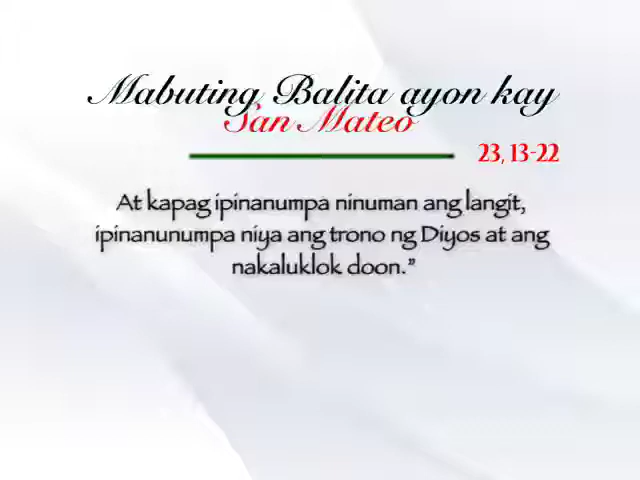 Mabuting Balita ayon kay
San Mateo
23, 13-22
At kapag ipinanumpa ninuman ang langit,
ipinanunumpa niya ang trono ng Diyos at ang
nakaluklok doon.”